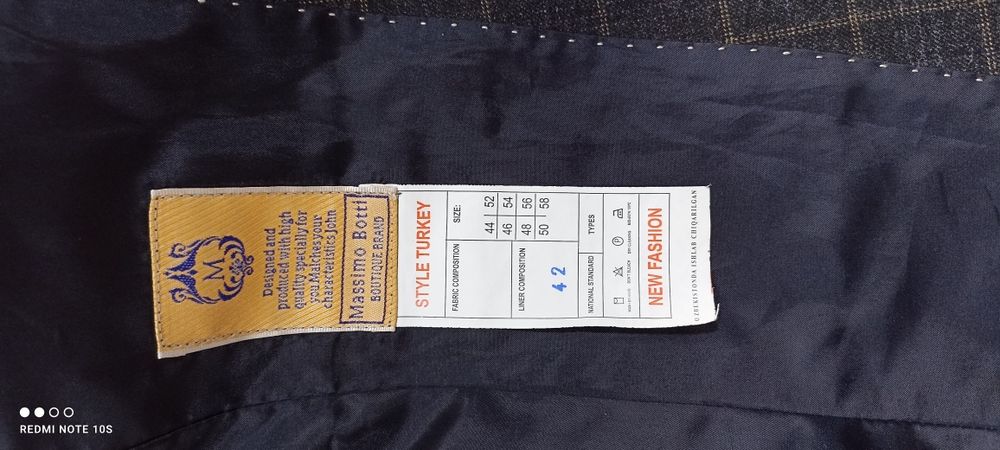 M
Designed and
produced with high
quality specially for
you Malches your
characteristics John
Massimo Botti
BOUTIQUE BRAND
STYLE TURKEY
FABRIC COMPOSITION
SIZE:
44 52
46 54
48 56
50 58
LINER COMPOSITION
42
NATIONAL STANDARD
TYPES
P
NEW FASHION
O'ZBEKISTONDA ISHLAB CHIQARILGAN
REDMI NOTE 10S